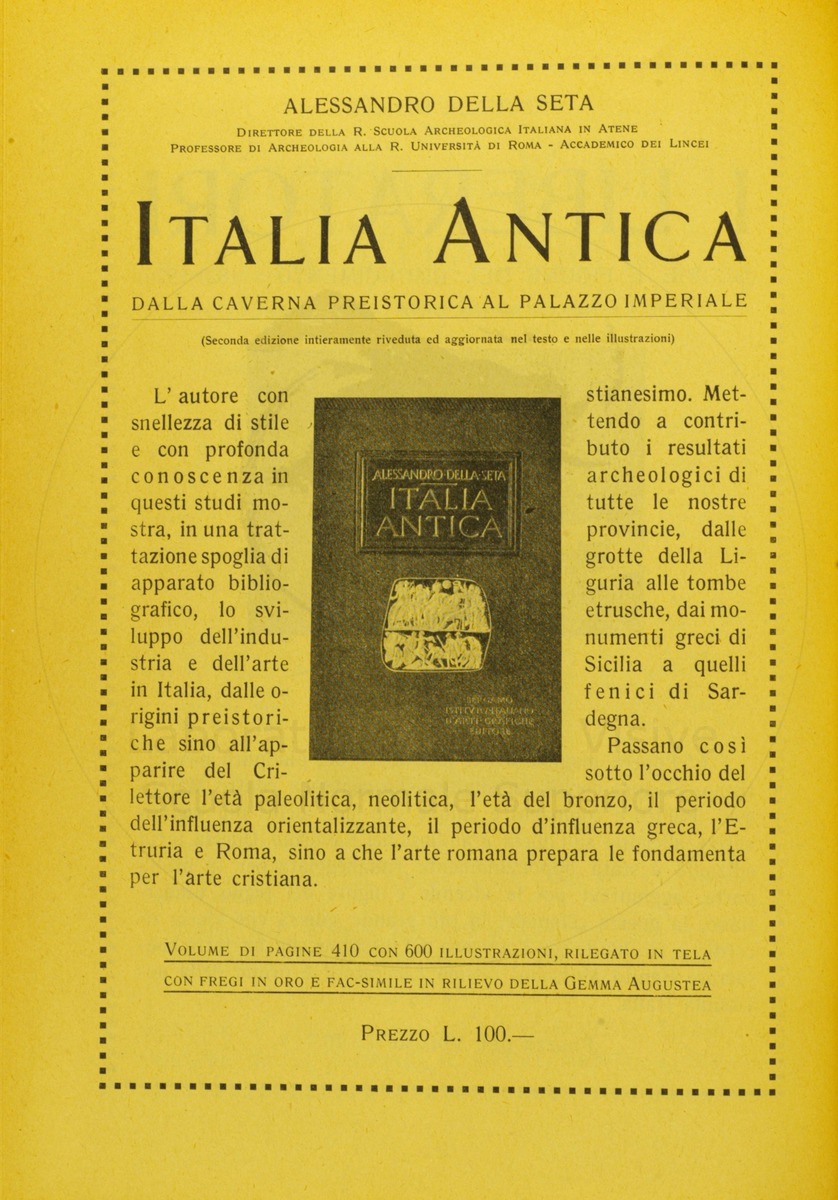 ALESSANDRO DELLA SETA
DIRETTORE DELLA R. SCUOLA ARCHEOLOGICA ITALIANA IN ATENE
PROFESSORE DI ARCHEOLOGIA ALLA R. UNIVERSITÀ DI ROMA - ACCADEMICO DEI LINCEI
ITALIA ANTICA
DALLA CAVERNA PREISTORICA AL PALAZZO IMPERIALE
(Seconda edizione intieramente riveduta ed aggiornata nel testo e nelle illustrazioni)
L'autore con
snellezza di stile
e con profonda
conoscenza in
questi studi mo-
stra, in una trat-
tazione spoglia di
apparato biblio-
grafico, lo svi-
luppo dell'indu-
stria e dell'arte
in Italia, dalle o-
rigini preistori-
che sino all'ap-
parire del Cri-
ALESSANDRO·DELLA·SETA
ITALIA
ANTICA
BERGAMO
ISTITVTO·ITALIANO
D'ARTI·GRAFICHE
EDITORE
stianesimo. Met-
tendo a contri-
buto i resultati
archeologici di
tutte le nostre
provincie, dalle
grotte della Li-
guria alle tombe
etrusche, dai mo-
numenti greci di
Sicilia a quelli
fenici di Sar-
degna.
Passano così
sotto l'occhio del
lettore l'età paleolitica, neolitica, l'età del bronzo, il periodo
dell'influenza orientalizzante, il periodo d'influenza greca, l'E-
truria e Roma, sino a che l'arte romana prepara le fondamenta
per l'arte cristiana.
VOLUME DI PAGINE 410 CON 600 ILLUSTRAZIONI, RILEGATO IN TELA
CON FREGI IN ORO E FAC-SIMILE IN RILIEVO DELLA GEMMA AUGUSTEA
PREZZO L. 100.—